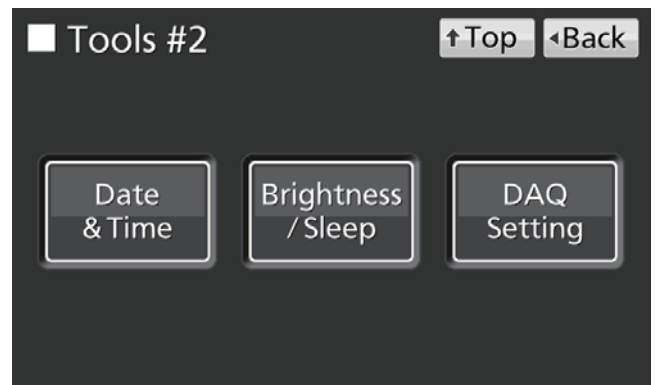 Tools #2
↑Top
◂Back
Date
& Time
Brightness
/ Sleep
DAQ
Setting